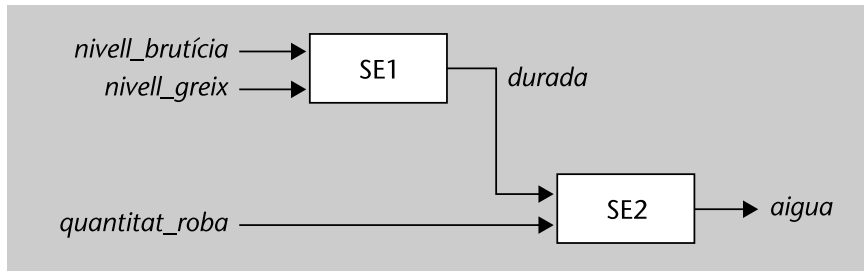 nivell_brutícia
nivell_greix
SE1
durada
quantitat_roba
SE2
aigua